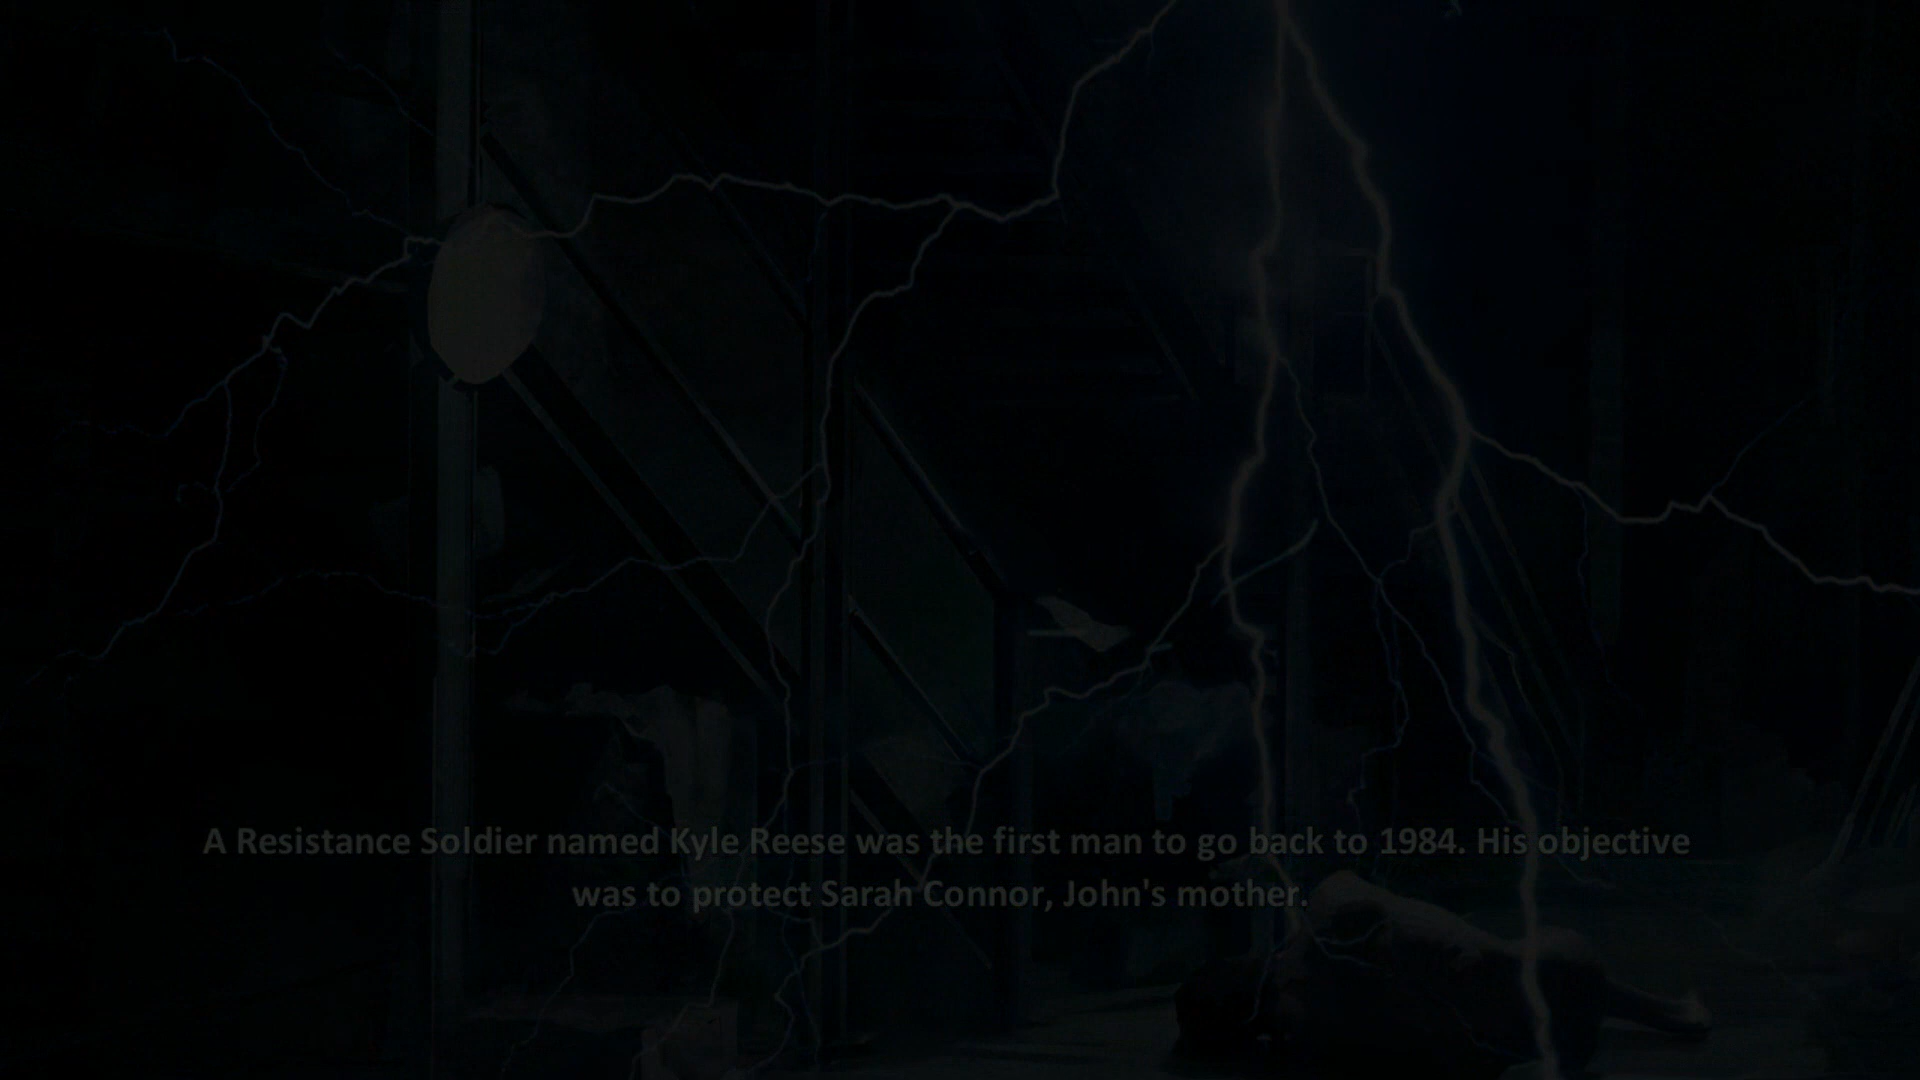 A Resistance Soldier named Kyle Reese was the first man to go back to 1984. His objective
was to protect Sarah Connor, John's mother.